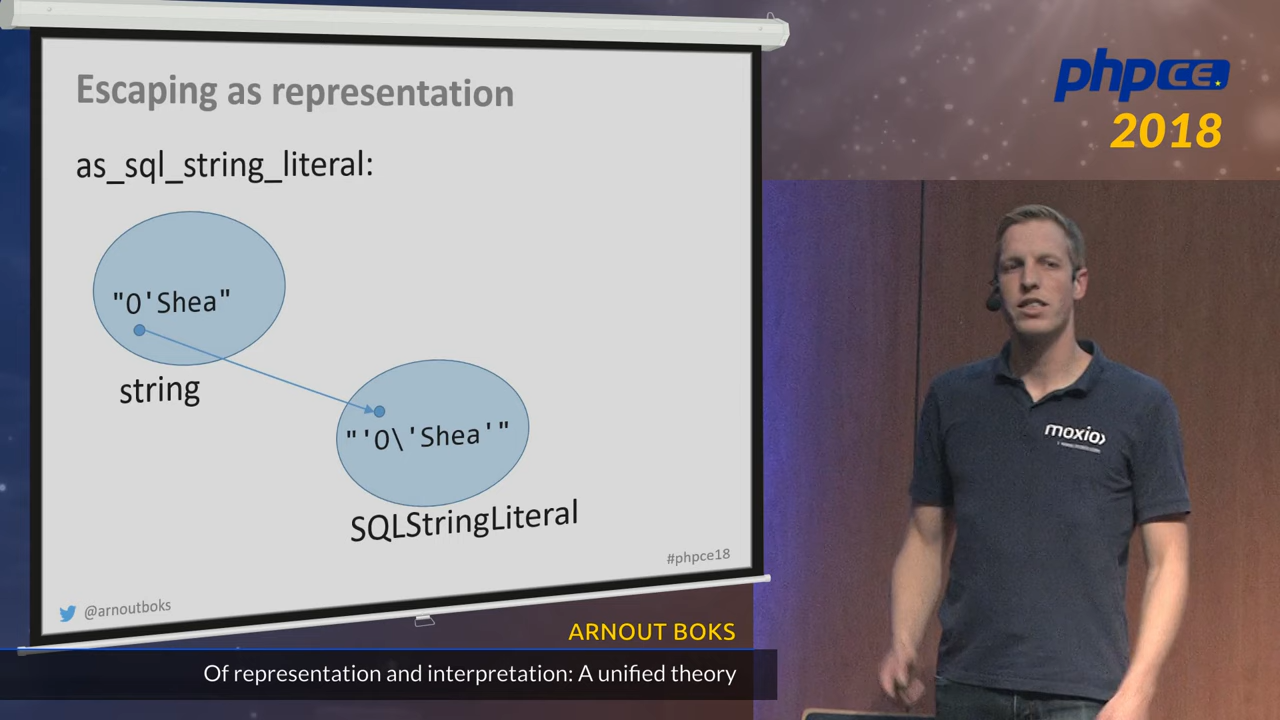 Escaping as representation
as_sql_string_literal:
"O'Shea"
string
"'O\'Shea'"
SQLStringLiteral
#phpce18
@arnoutboks
phpce.
2018
moxio
ARNOUT BOKS
Of representation and interpretation: A unified theory